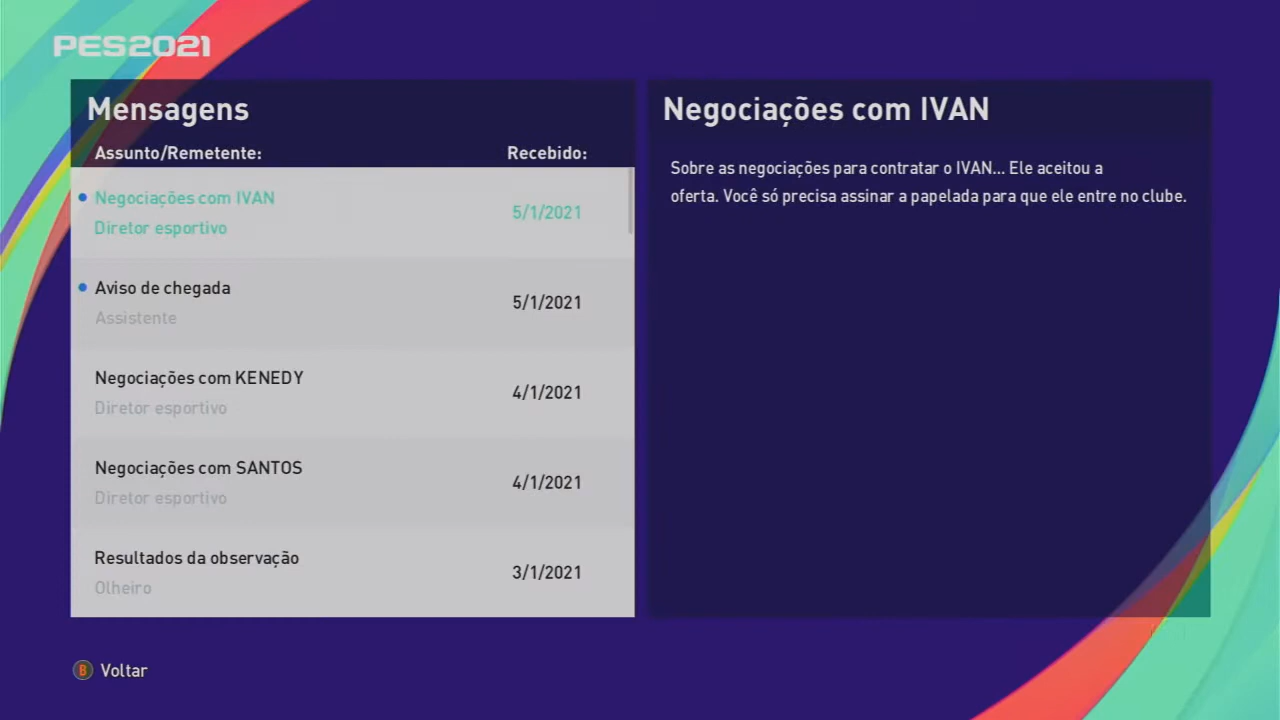 PES2021
Mensagens
Assunto/Remetente: Recebido:
Negociações com IVAN
Diretor esportivo
5/1/2021
Aviso de chegada
Assistente
5/1/2021
Negociações com KENEDY
Diretor esportivo
4/1/2021
Negociações com SANTOS
Diretor esportivo
4/1/2021
Resultados da observação
Olheiro
3/1/2021
Negociações com IVAN
Sobre as negociações para contratar o IVAN... Ele aceitou a
oferta. Você só precisa assinar a papelada para que ele entre no clube.
B Voltar